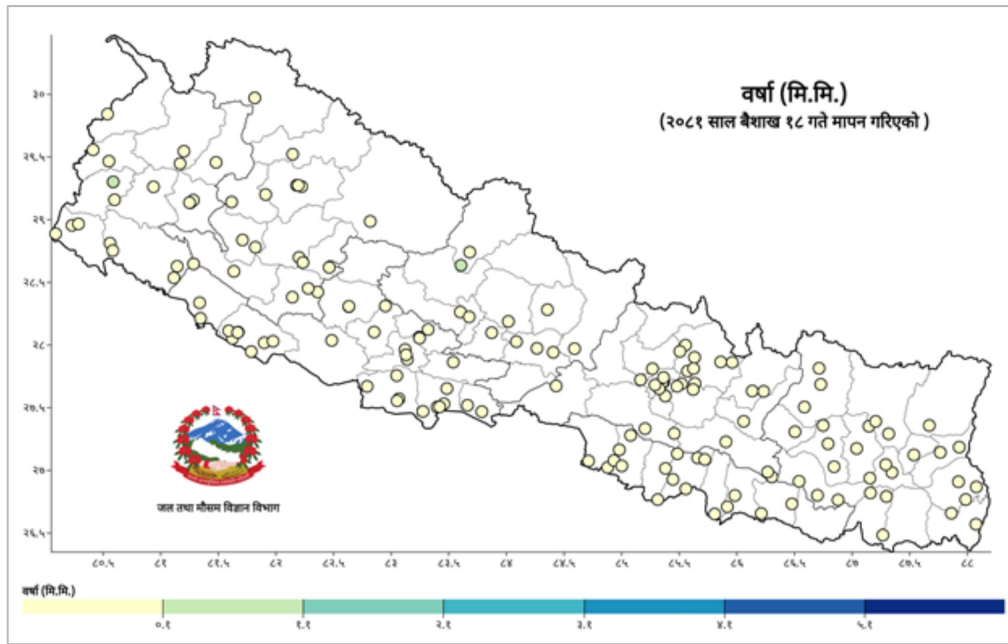 वर्षा (मि.मि.)
(२०८१ साल बैशाख १८ गते मापन गरिएको )
३०
२९.५
२९
२८.५
२८
२७.५
२७
२६.५
जल तथा मौसम विज्ञान विभाग
८०.५ ८१ ८१.५ ८२ ८२.५ ८३ ८३.५ ८४ ८४.५ ८५ ८५.५ ८६ ८६.५ ८७ ८७.५ ८८
वर्षा (मि.मि.)
०.१ १.१ २.१ ३.१ ४.१ ५.१